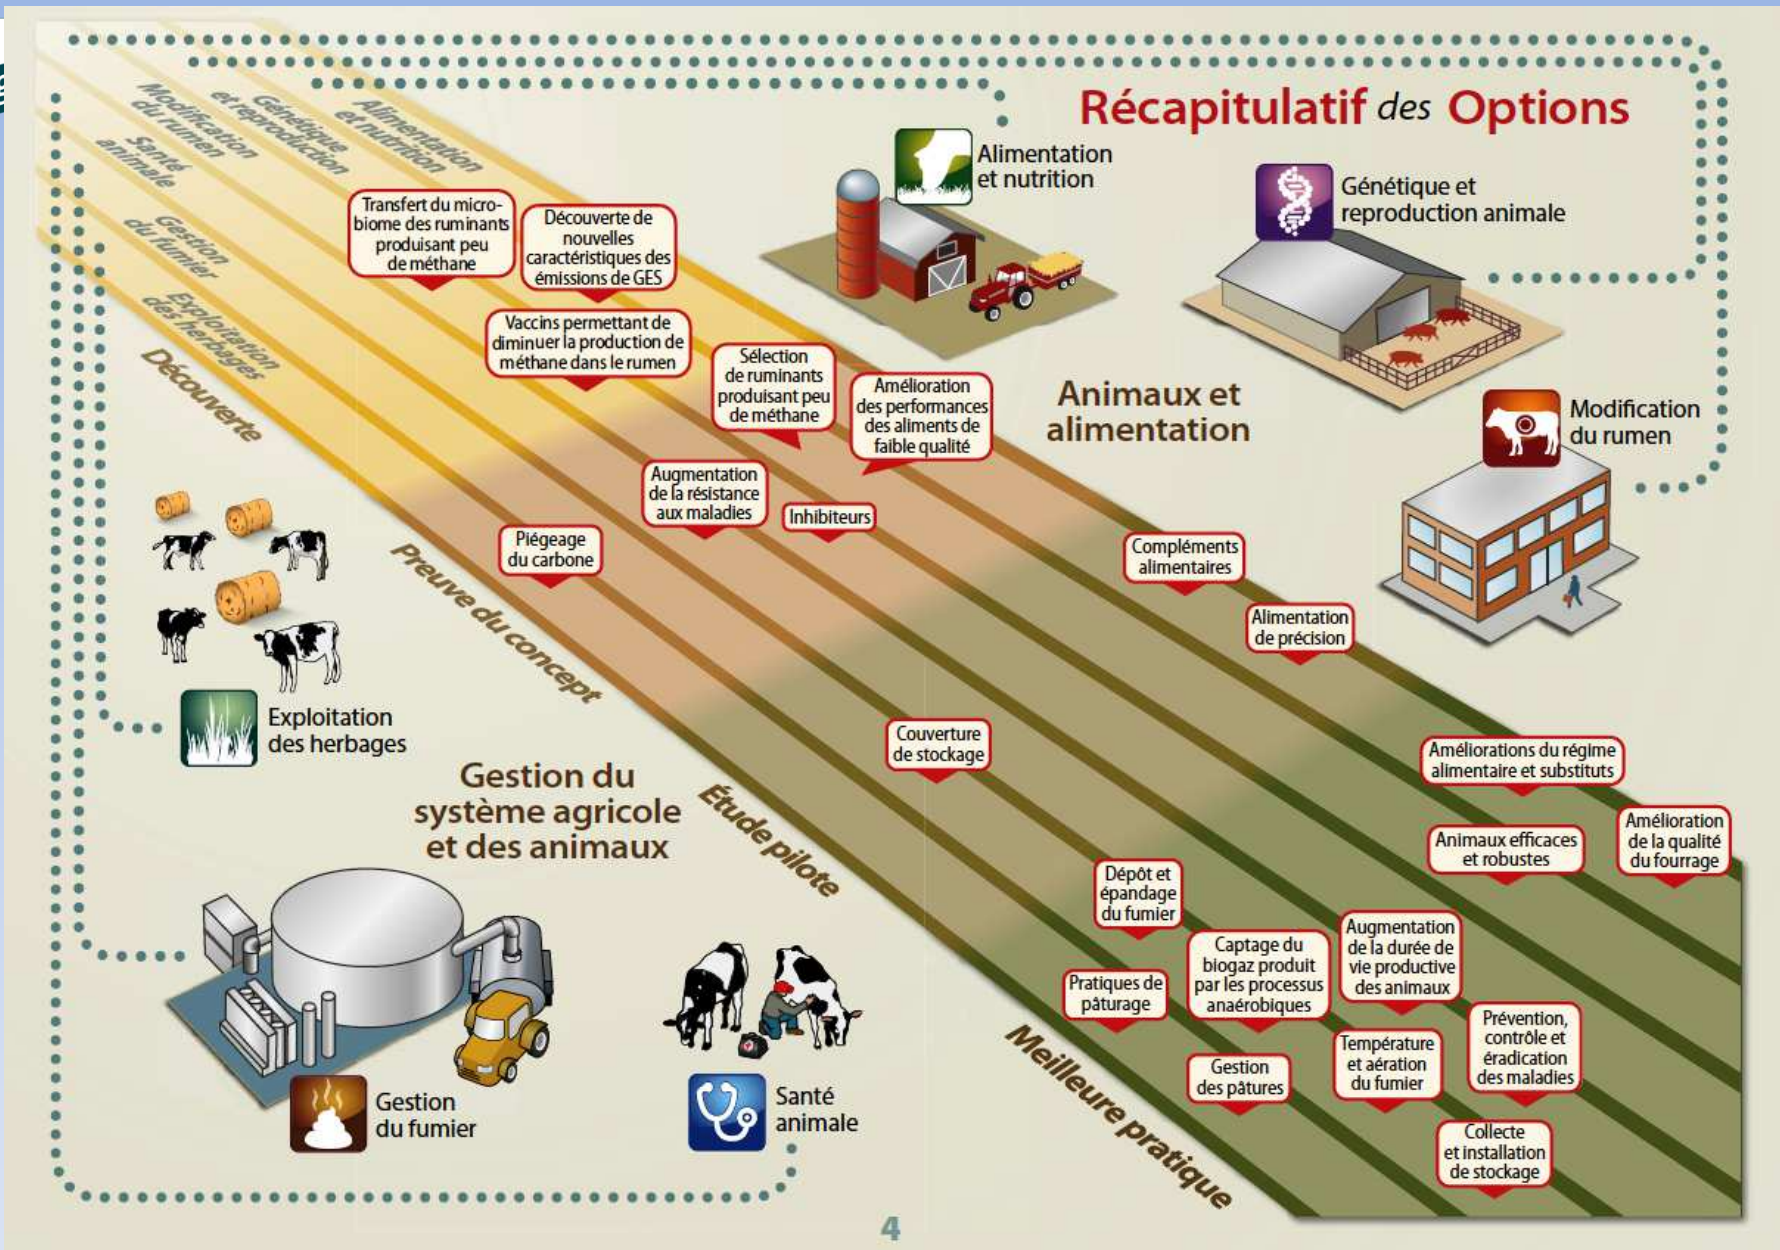 Récapitulatif des Options
Alimentation
et nutrition
Génétique
et reproduction
Modification
du rumen
Santé
animale
Gestion
du fumier
Exploitation
des herbages
Alimentation
et nutrition
Génétique et
reproduction animale
Modification
du rumen
Animaux et
alimentation
Découverte
Transfert du micro-
biome des ruminants
produisant peu
de méthane
Découverte de
nouvelles
caractéristiques des
émissions de GES
Vaccins permettant de
diminuer la production de
méthane dans le rumen
Sélection
de ruminants
produisant peu
de méthane
Amélioration
des performances
des aliments de
faible qualité
Augmentation
de la résistance
aux maladies
Inhibiteurs
Piégeage
du carbone
Preuve du concept
Compléments
alimentaires
Alimentation
de précision
Couverture
de stockage
Étude pilote
Améliorations du régime
alimentaire et substituts
Amélioration
de la qualité
du fourrage
Animaux efficaces
et robustes
Dépôt et
épandage
du fumier
Augmentation
de la durée de
vie productive
des animaux
Captage du
biogaz produit
par les processus
anaérobiques
Pratiques de
pâturage
Prévention,
contrôle et
éradication
des maladies
Température
et aération
du fumier
Gestion
des pâtures
Collecte
et installation
de stockage
Meilleure pratique
Exploitation
des herbages
Gestion du
système agricole
et des animaux
Gestion
du fumier
Santé
animale
4